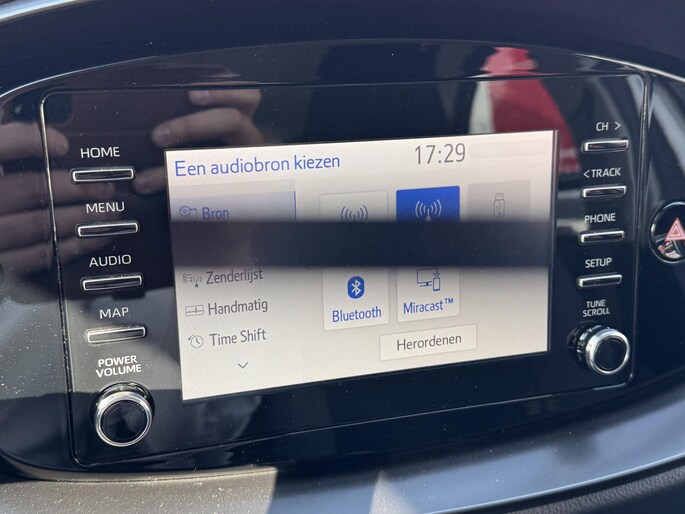 HOME
MENU
AUDIO
MAP
POWER
VOLUME
Een audiobron kiezen
17:29
Bron
Zenderlijst
Handmatig
Time Shift
Bluetooth
Miracast™
Herordenen
CH >
< TRACK
PHONE
SETUP
TUNE
SCROLL